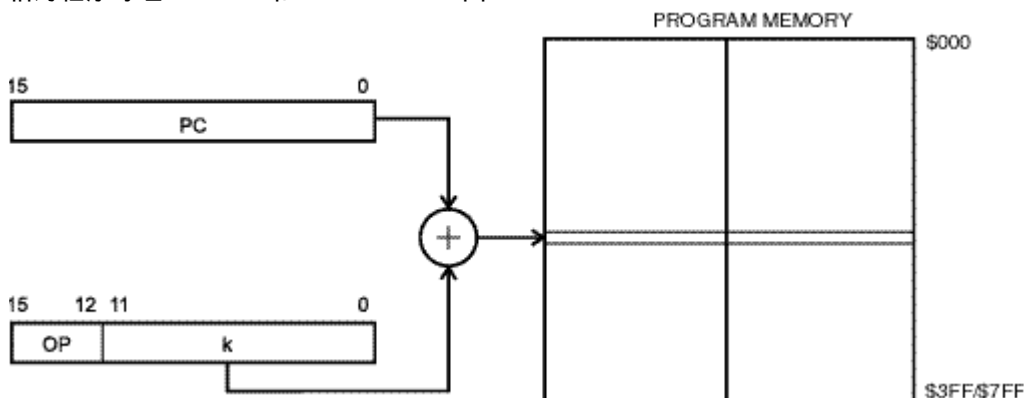 PROGRAM MEMORY
$000
15 0
PC
15 12 11 0
OP k
$3FF/$7FF